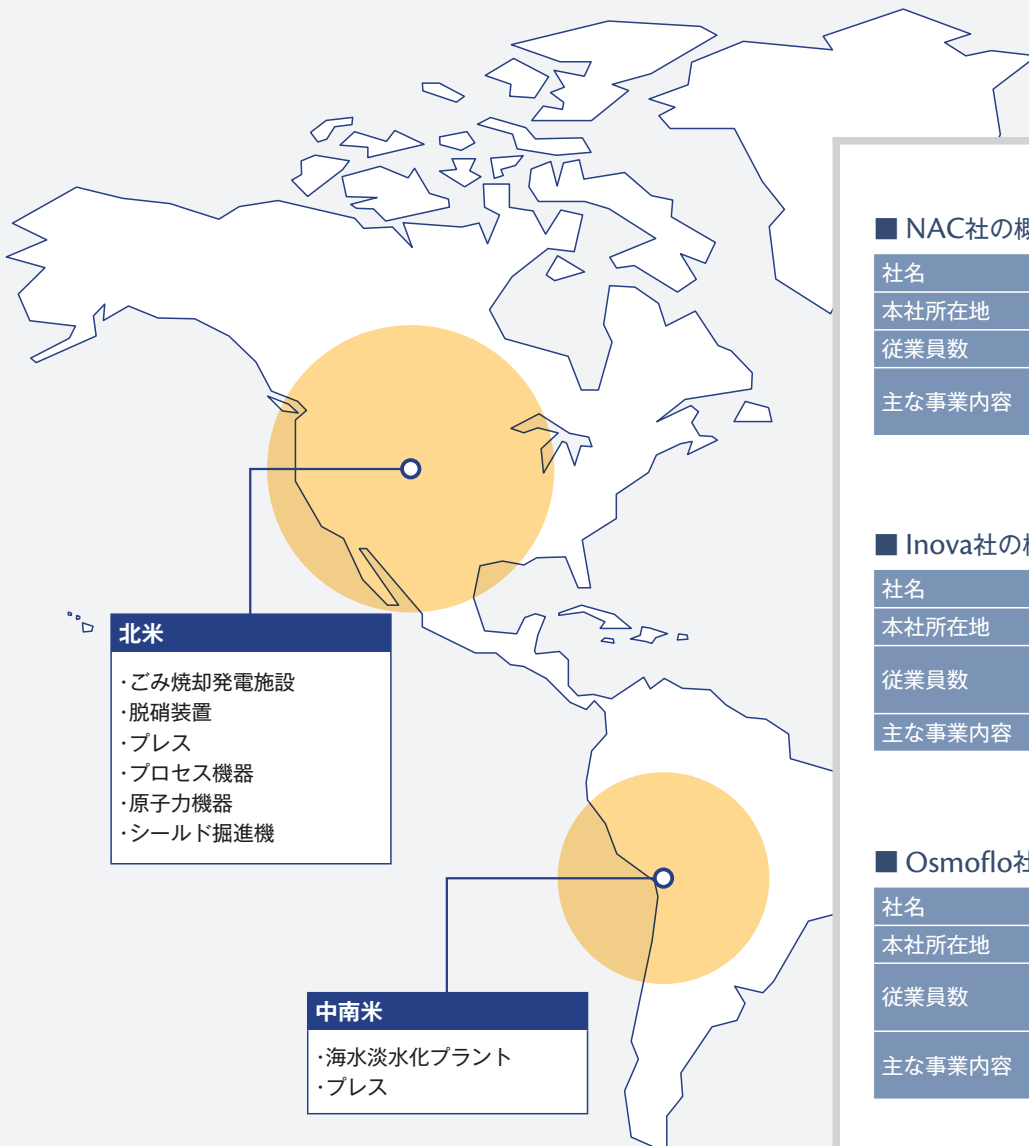 北米
・ごみ焼却発電施設
・脱硝装置
・プレス
・プロセス機器
・原子力機器
・シールド掘進機
中南米
・海水淡水化プラント
・プレス
■ NAC社の概
社名
本社所在地
従業員数
主な事業内容
■ Inova社の
社名
本社所在地
従業員数
主な事業内容
■ Osmoflo社
社名
本社所在地
従業員数
主な事業内容